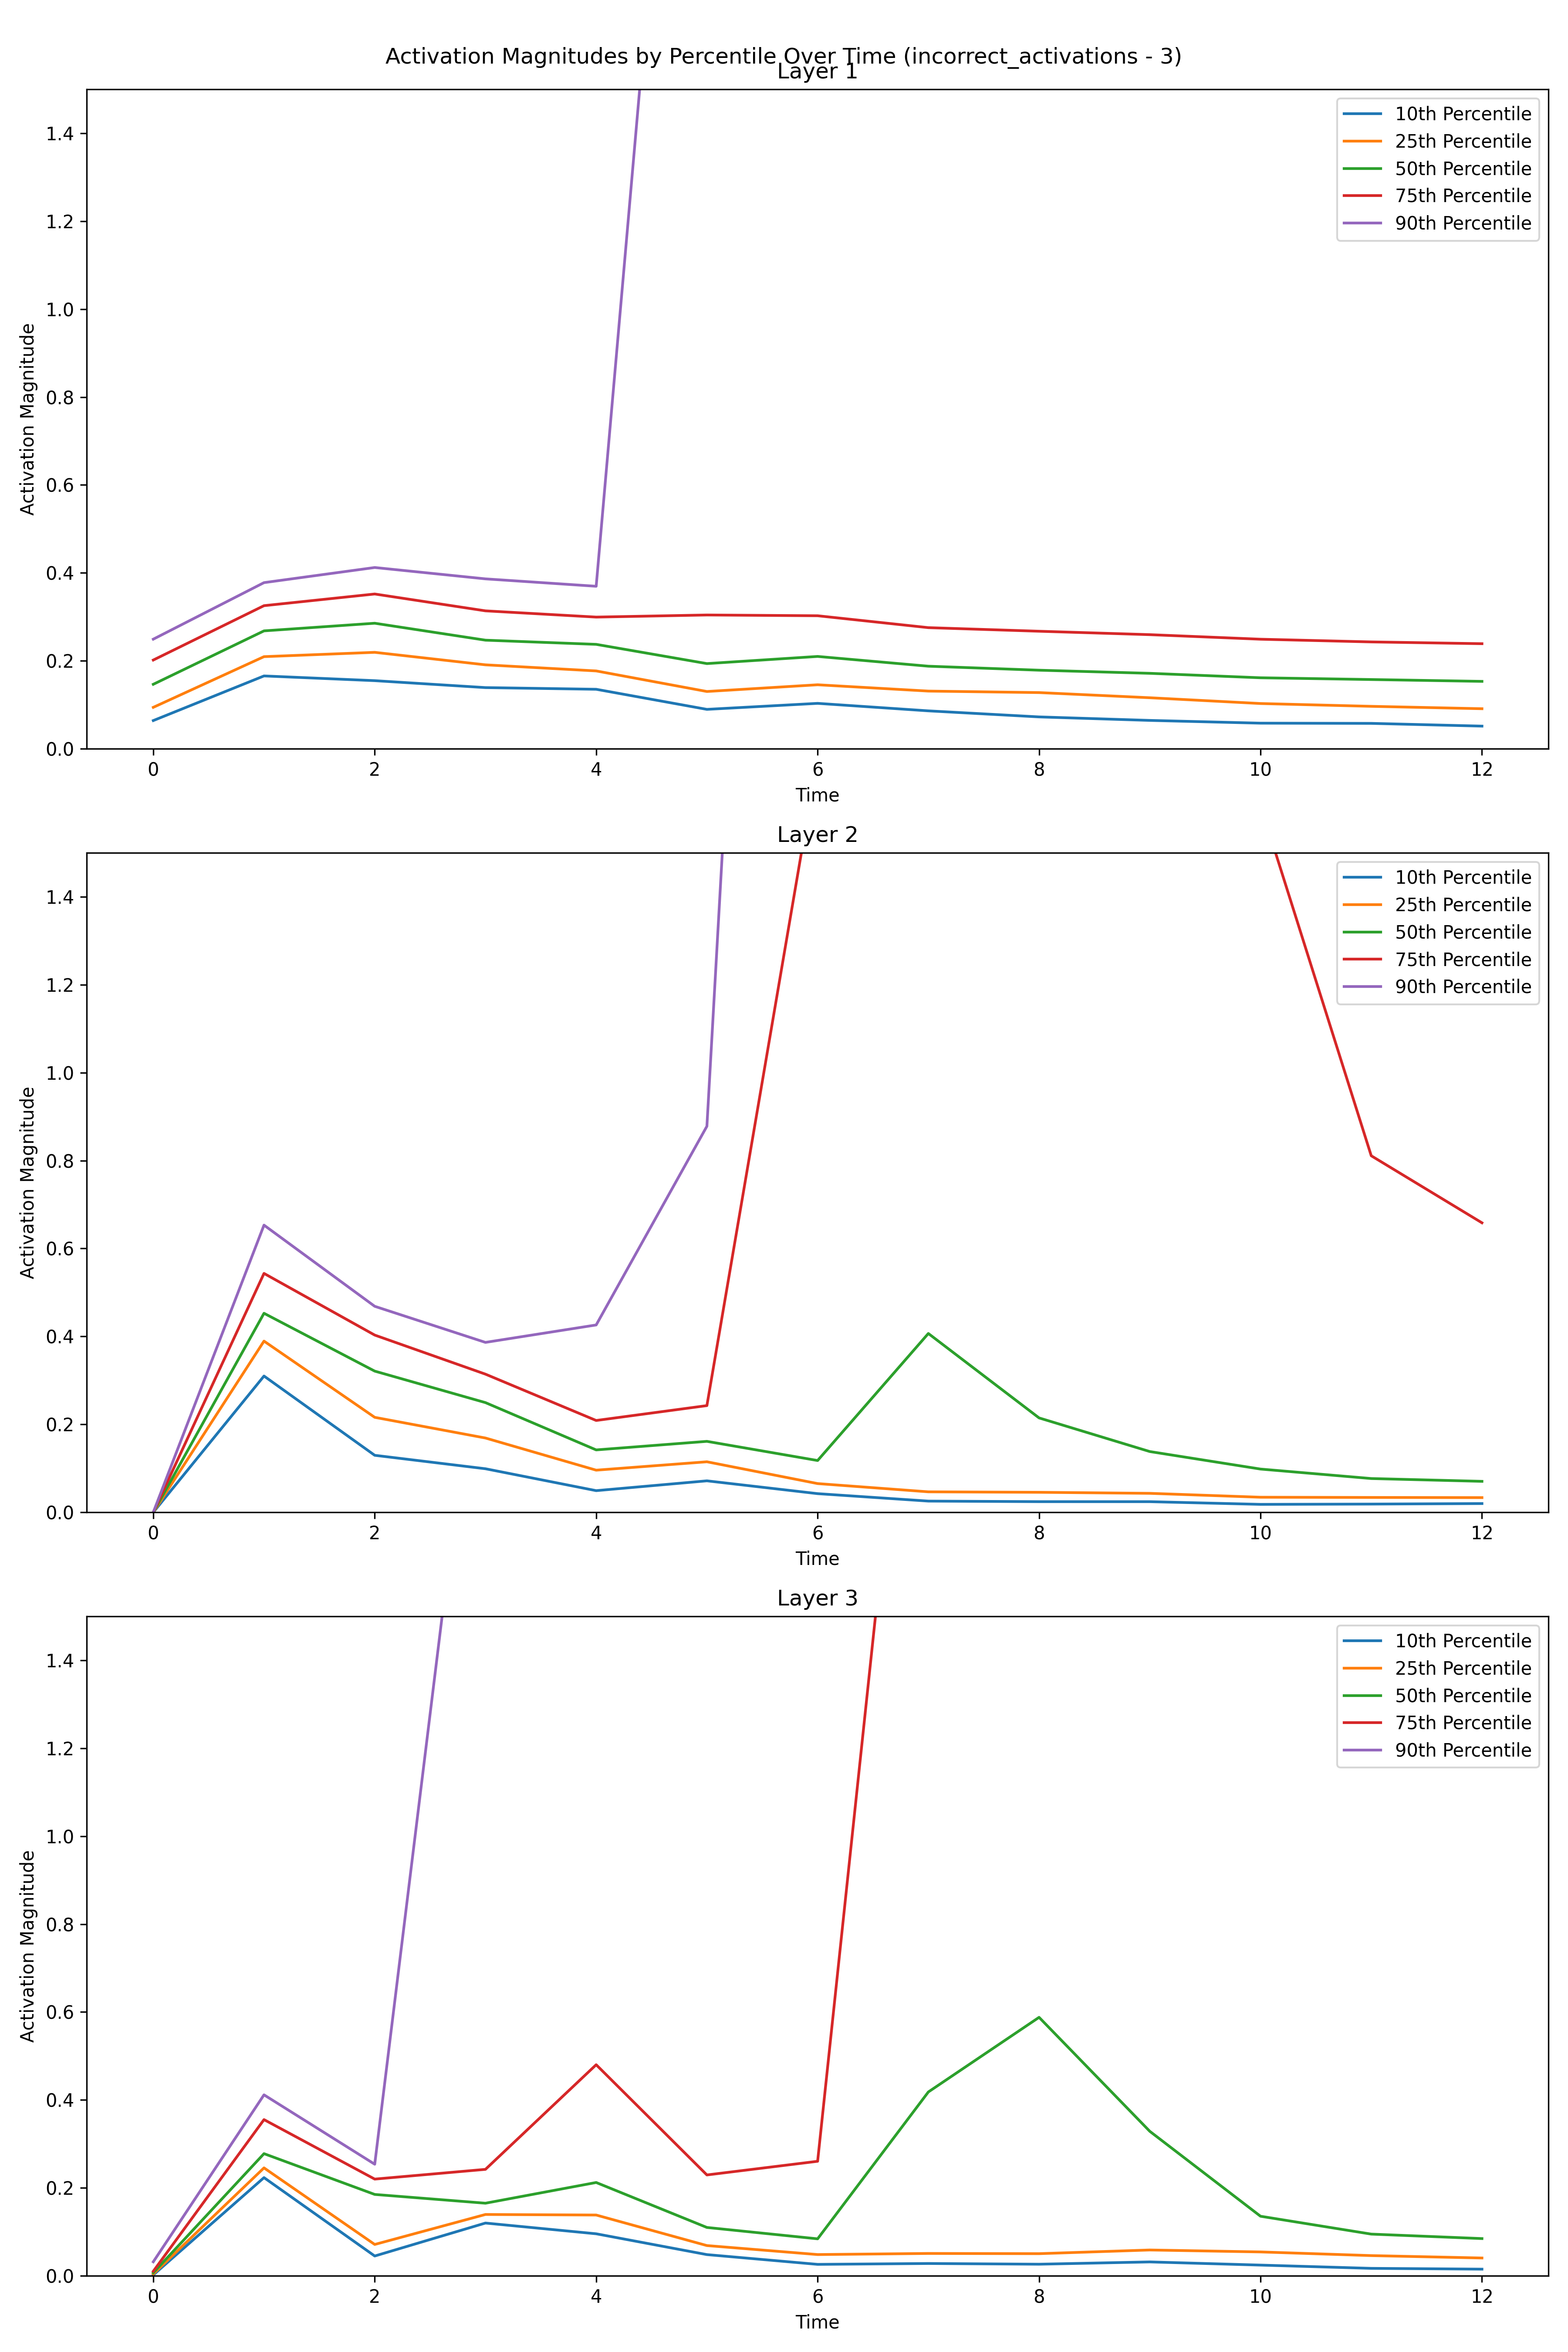 Activation Magnitudes by Percentile Over Time (incorrect_activations - 3)
Layer 1
1.4
1.2
1.0
0.8
0.6
0.4
0.2
0.0
Activation Magnitude
10th Percentile
25th Percentile
50th Percentile
75th Percentile
90th Percentile
0 2 4 6 8 10 12
Time
Layer 2
1.4
1.2
1.0
0.8
0.6
0.4
0.2
0.0
Activation Magnitude
10th Percentile
25th Percentile
50th Percentile
75th Percentile
90th Percentile
0 2 4 6 8 10 12
Time
Layer 3
1.4
1.2
1.0
0.8
0.6
0.4
0.2
0.0
Activation Magnitude
10th Percentile
25th Percentile
50th Percentile
75th Percentile
90th Percentile
0 2 4 6 8 10 12
Time